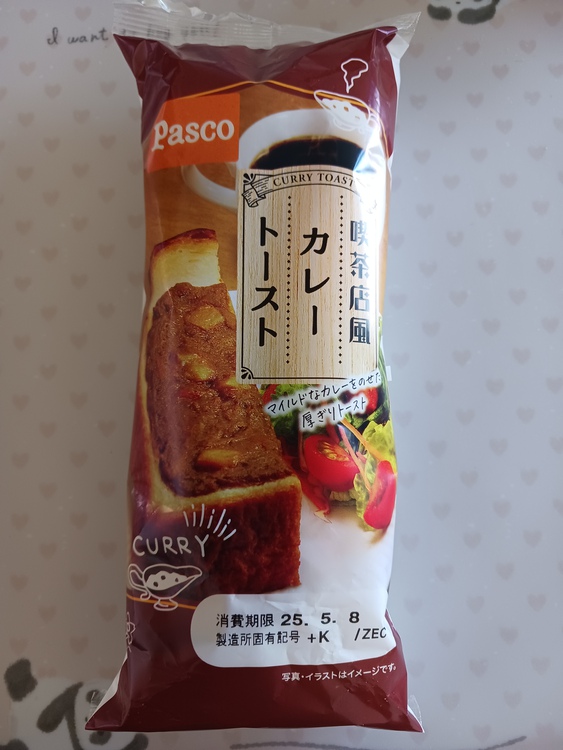 I want
Pasco
CURRY TOAST
喫茶店風
カレー
トースト
マイルドなカレーをのせた
厚ぎりトースト
CURRY
消費期限 25. 5. 8
製造所固有記号 +K /ZEC
写真・イラストはイメージです。